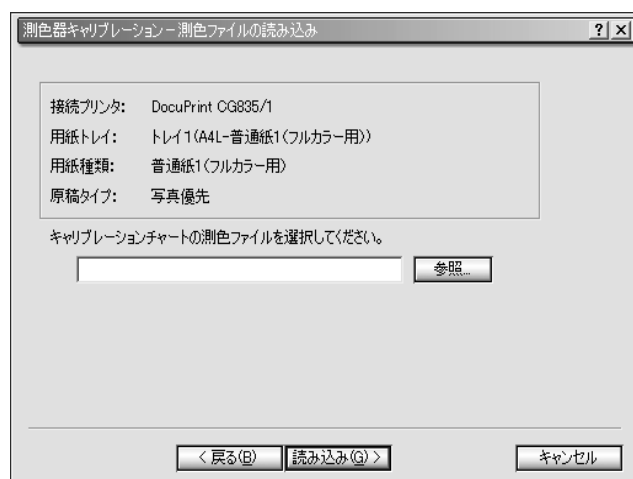 測色器キャリブレーション－測色ファイルの読み込み
接続プリンタ: DocuPrint CG835/1
用紙トレイ: トレイ1(A4L-普通紙1(フルカラー用))
用紙種類: 普通紙1(フルカラー用)
原稿タイプ: 写真優先
キャリブレーションチャートの測色ファイルを選択してください。
参照...
< 戻る(B) 読み込み(G) > キャンセル